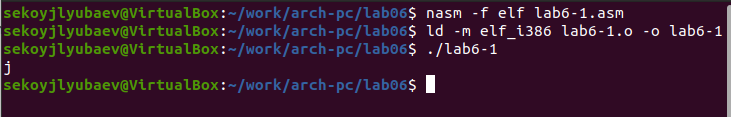 sekoyjlyubaev@VirtualBox:~/work/arch-pc/lab06$ nasm -f elf lab6-1.asm
sekoyjlyubaev@VirtualBox:~/work/arch-pc/lab06$ ld -m elf_i386 lab6-1.o -o lab6-1
sekoyjlyubaev@VirtualBox:~/work/arch-pc/lab06$ ./lab6-1
j
sekoyjlyubaev@VirtualBox:~/work/arch-pc/lab06$